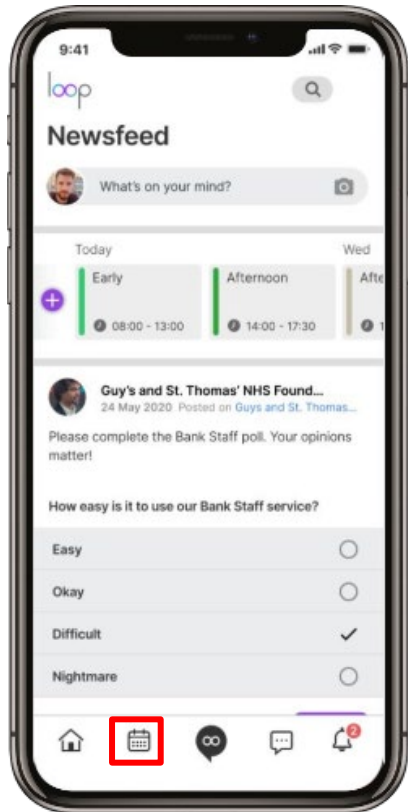 9:41
loop
Newsfeed
What's on your mind?
Today
Wed
Early
Afternoon
Afte
08:00 - 13:00
14:00 - 17:30
1
Guy's and St. Thomas' NHS Found...
24 May 2020 Posted on Guys and St. Thomas...
Please complete the Bank Staff poll. Your opinions
matter!
How easy is it to use our Bank Staff service?
Easy
Okay
Difficult
Nightmare
2